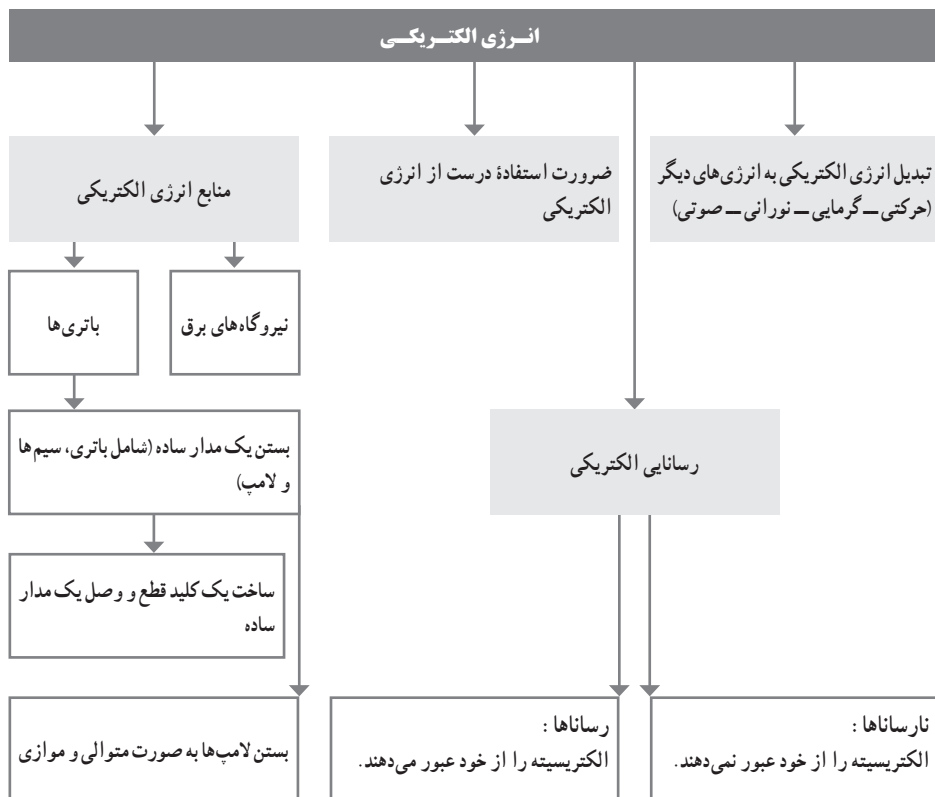 انــرژی الکتــریکــی
تبدیل انرژی الکتریکی به انرژی‌های دیگر
(حرکتی ــ گرمایی ــ نورانی ــ صوتی)
ضرورت استفادهٔ درست از انرژی
الکتریکی
منابع انرژی الکتریکی
نیروگاه‌های برق
باتری‌ها
بستن یک مدار ساده (شامل باتری، سیم‌ها
و لامپ)
رسانایی الکتریکی
ساخت یک کلید قطع و وصل یک مدار
ساده
نارساناها :
الکتریسیته را از خود عبور نمی‌دهند.
رساناها :
الکتریسیته را از خود عبور می‌دهند.
بستن لامپ‌ها به صورت متوالی و موازی